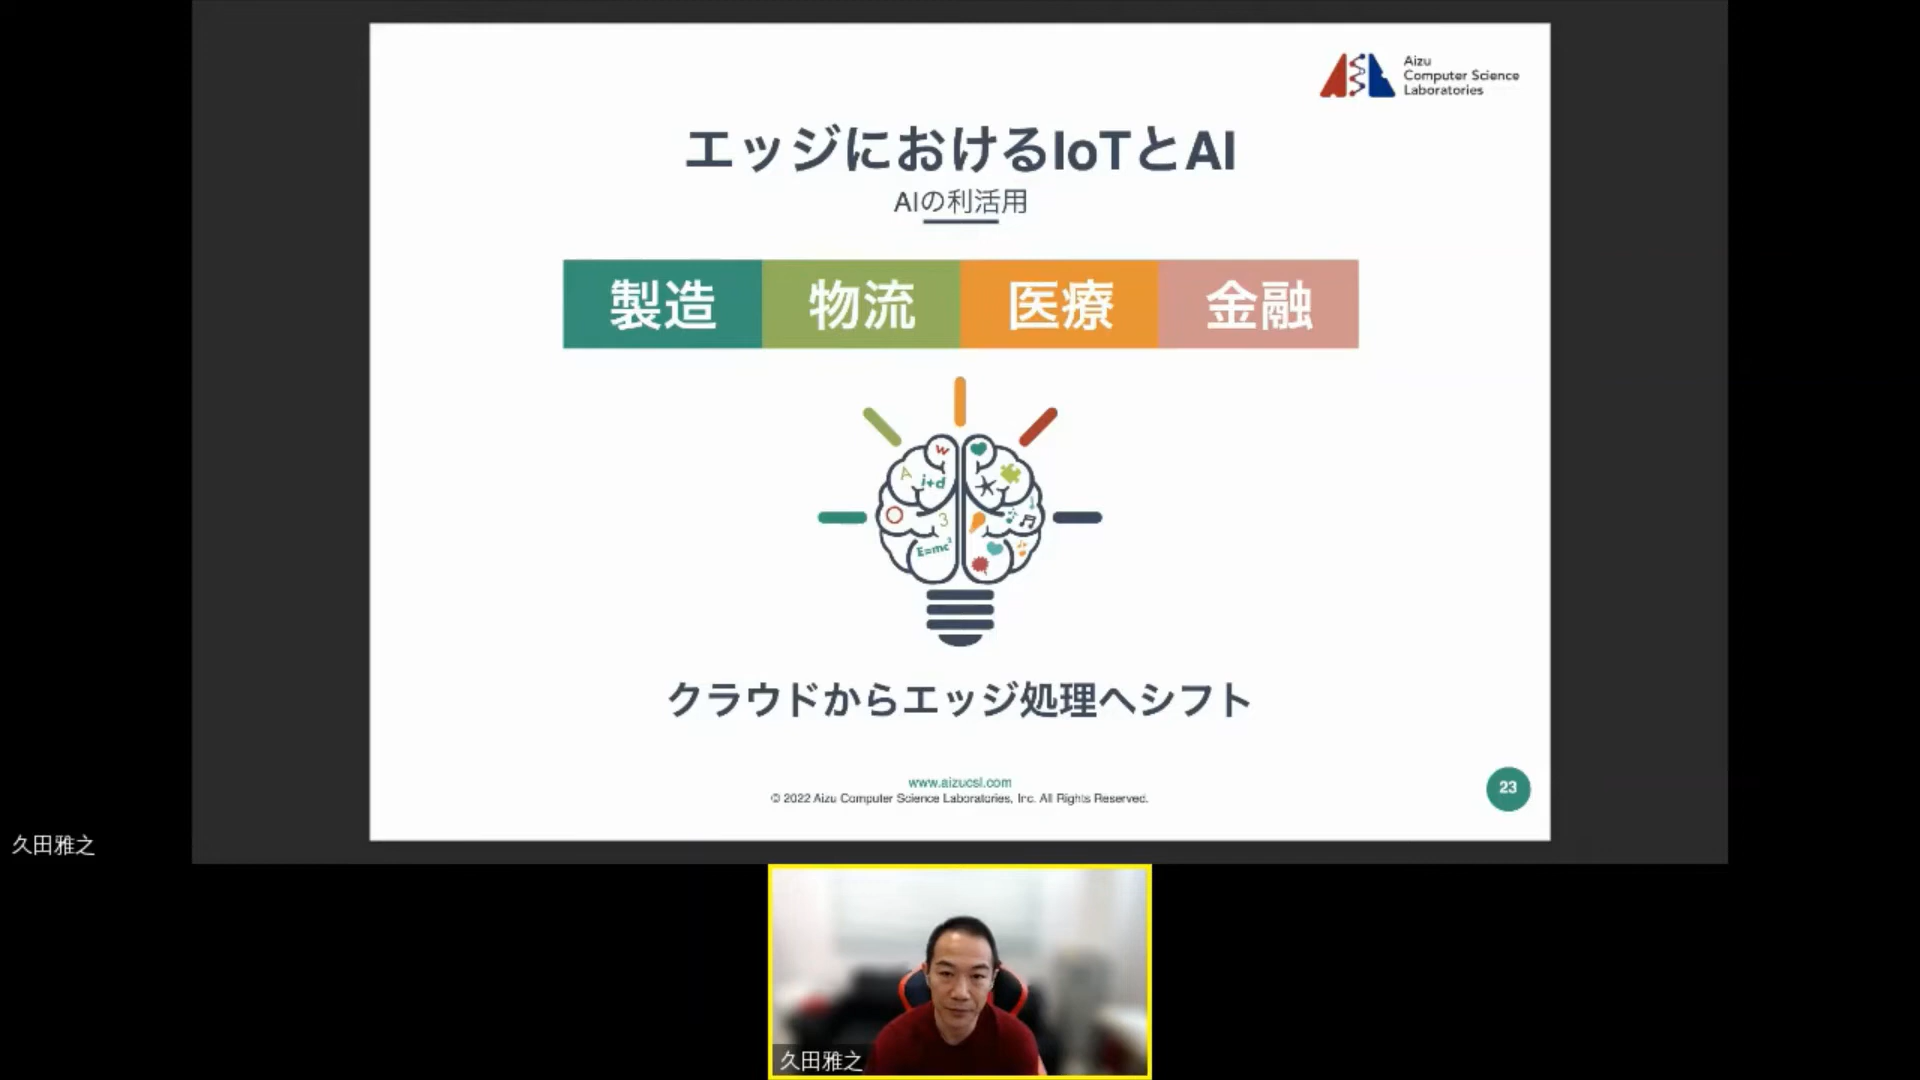 Aizu
Computer Science
Laboratories
エッジにおけるIoTとAI
AIの利活用
製造 物流 医療 金融
W
A
i+d
3
E=mc²
クラウドからエッジ処理へシフト
www.aizucsl.com
© 2022 Aizu Computer Science Laboratories, Inc. All Rights Reserved.
23
久田雅之
久田雅之